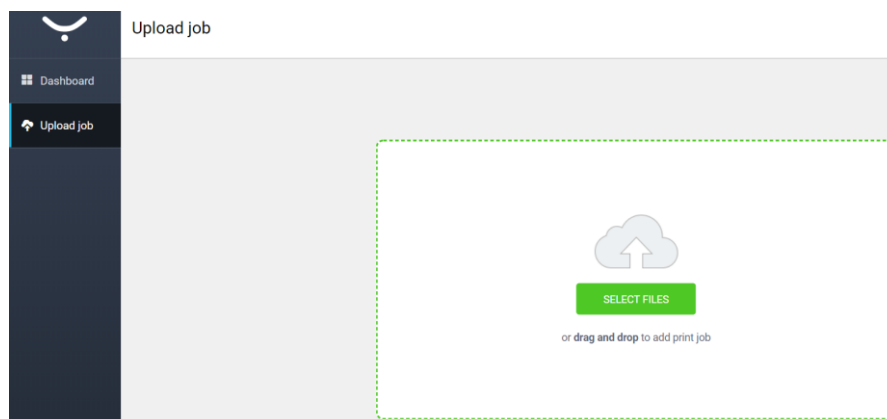 Upload job
Dashboard
Upload job
SELECT FILES
or drag and drop to add print job